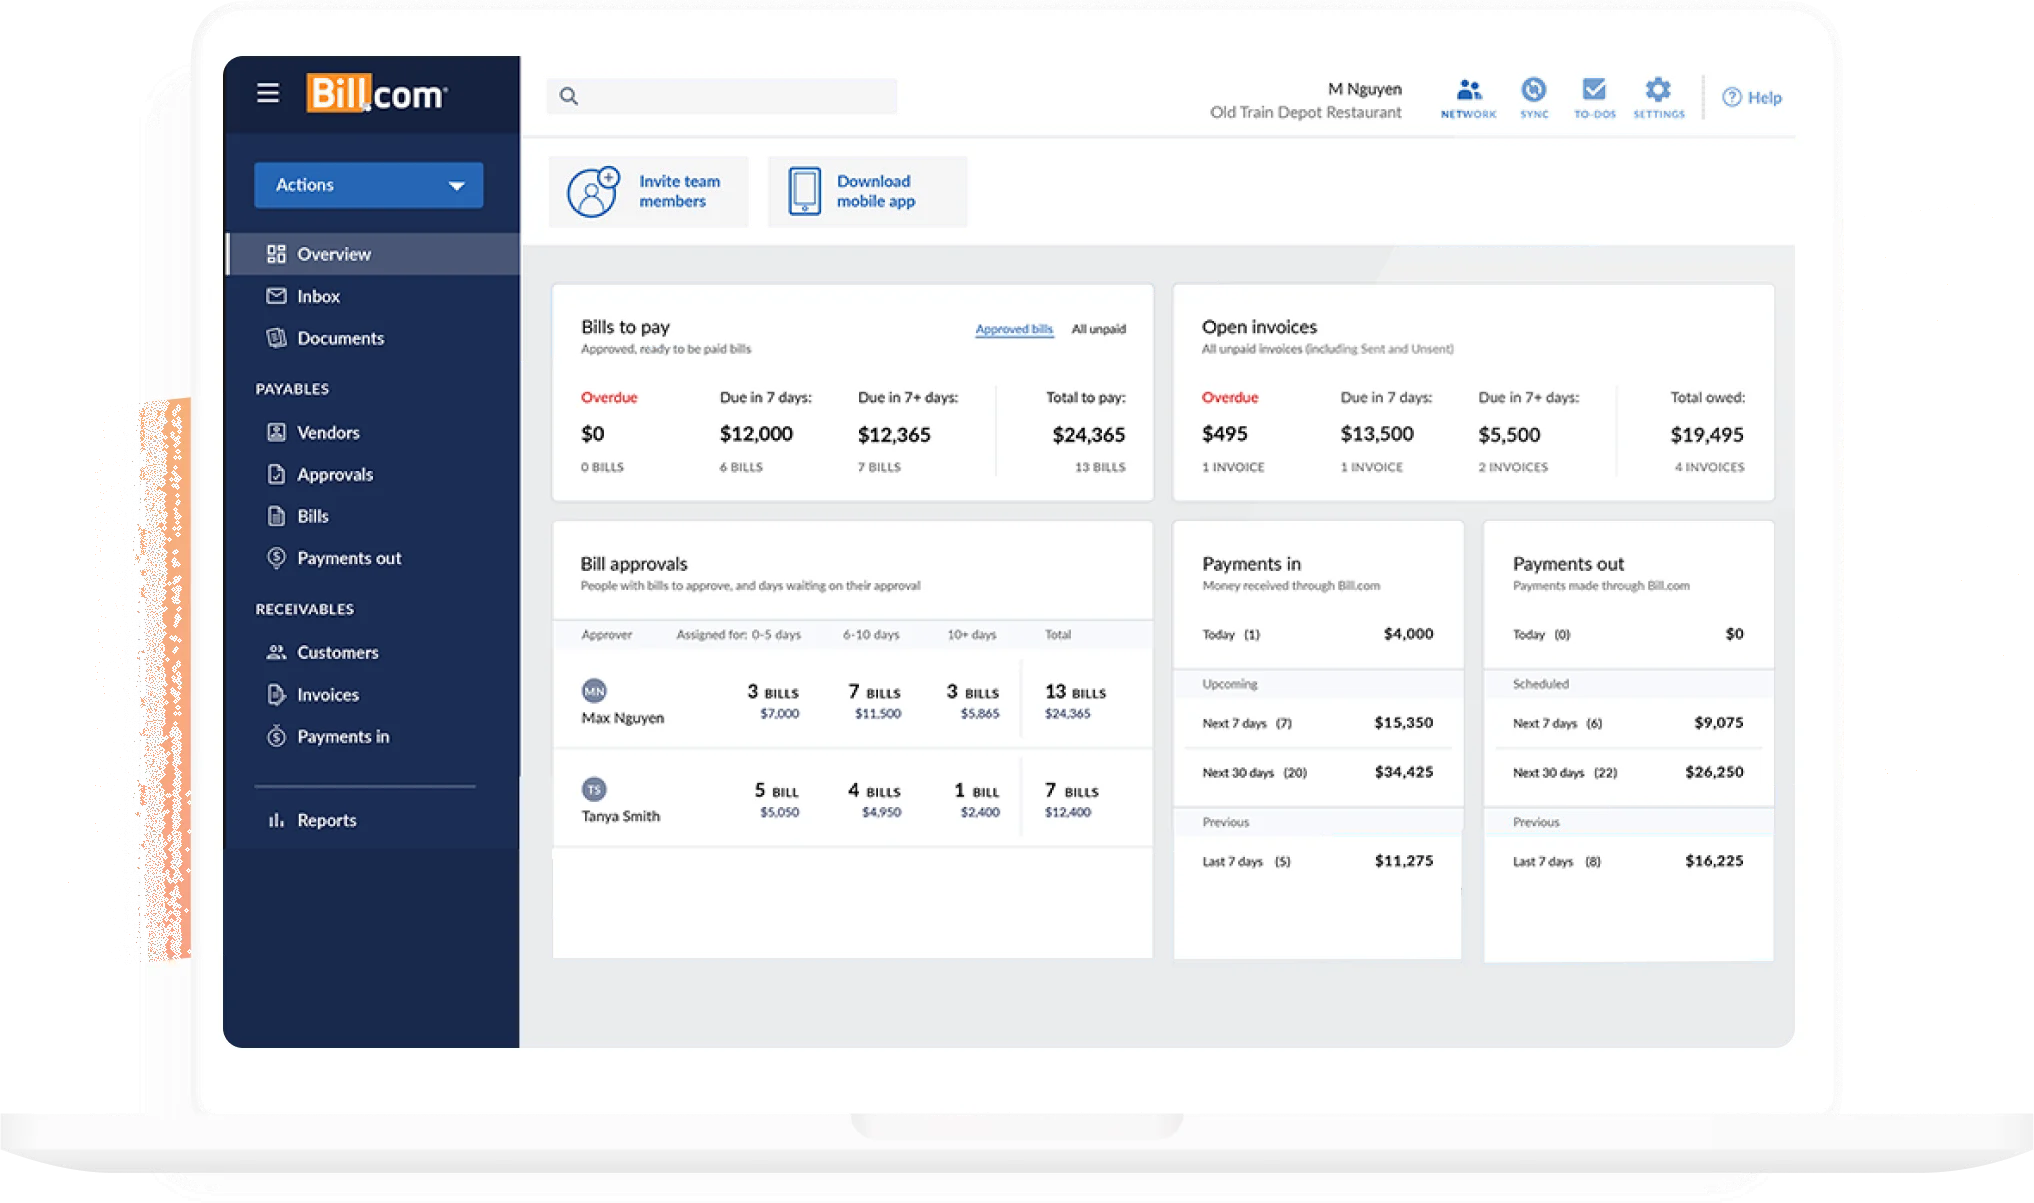 Bill.com
M Nguyen
Old Train Depot Restaurant
NETWORK
SYNC
TO-DOS
SETTINGS
Help
Actions
Overview
Inbox
Documents
PAYABLES
Vendors
Approvals
Bills
Payments out
RECEIVABLES
Customers
Invoices
Payments in
Reports
Invite team
members
Download
mobile app
Bills to pay
Approved bills All unpaid
Approved, ready to be paid bills
Overdue Due in 7 days: Due in 7+ days: Total to pay:
$0 $12,000 $12,365 $24,365
0 BILLS 6 BILLS 7 BILLS 13 BILLS
Open invoices
All unpaid invoices (including Sent and Unsent)
Overdue Due in 7 days: Due in 7+ days: Total owed:
$495 $13,500 $5,500 $19,495
1 INVOICE 1 INVOICE 2 INVOICES 4 INVOICES
Bill approvals
People with bills to approve, and days waiting on their approval
Approver Assigned for: 0-5 days 6-10 days 10+ days Total
MN 3 BILLS 7 BILLS 3 BILLS 13 BILLS
Max Nguyen $7,000 $11,500 $5,865 $24,365
TS 5 BILL 4 BILLS 1 BILL 7 BILLS
Tanya Smith $5,050 $4,950 $2,400 $12,400
Payments in
Money received through Bill.com
Today (1) $4,000
Upcoming
Next 7 days (7) $15,350
Next 30 days (20) $34,425
Previous
Last 7 days (5) $11,275
Payments out
Payments made through Bill.com
Today (0) $0
Scheduled
Next 7 days (6) $9,075
Next 30 days (22) $26,250
Previous
Last 7 days (8) $16,225